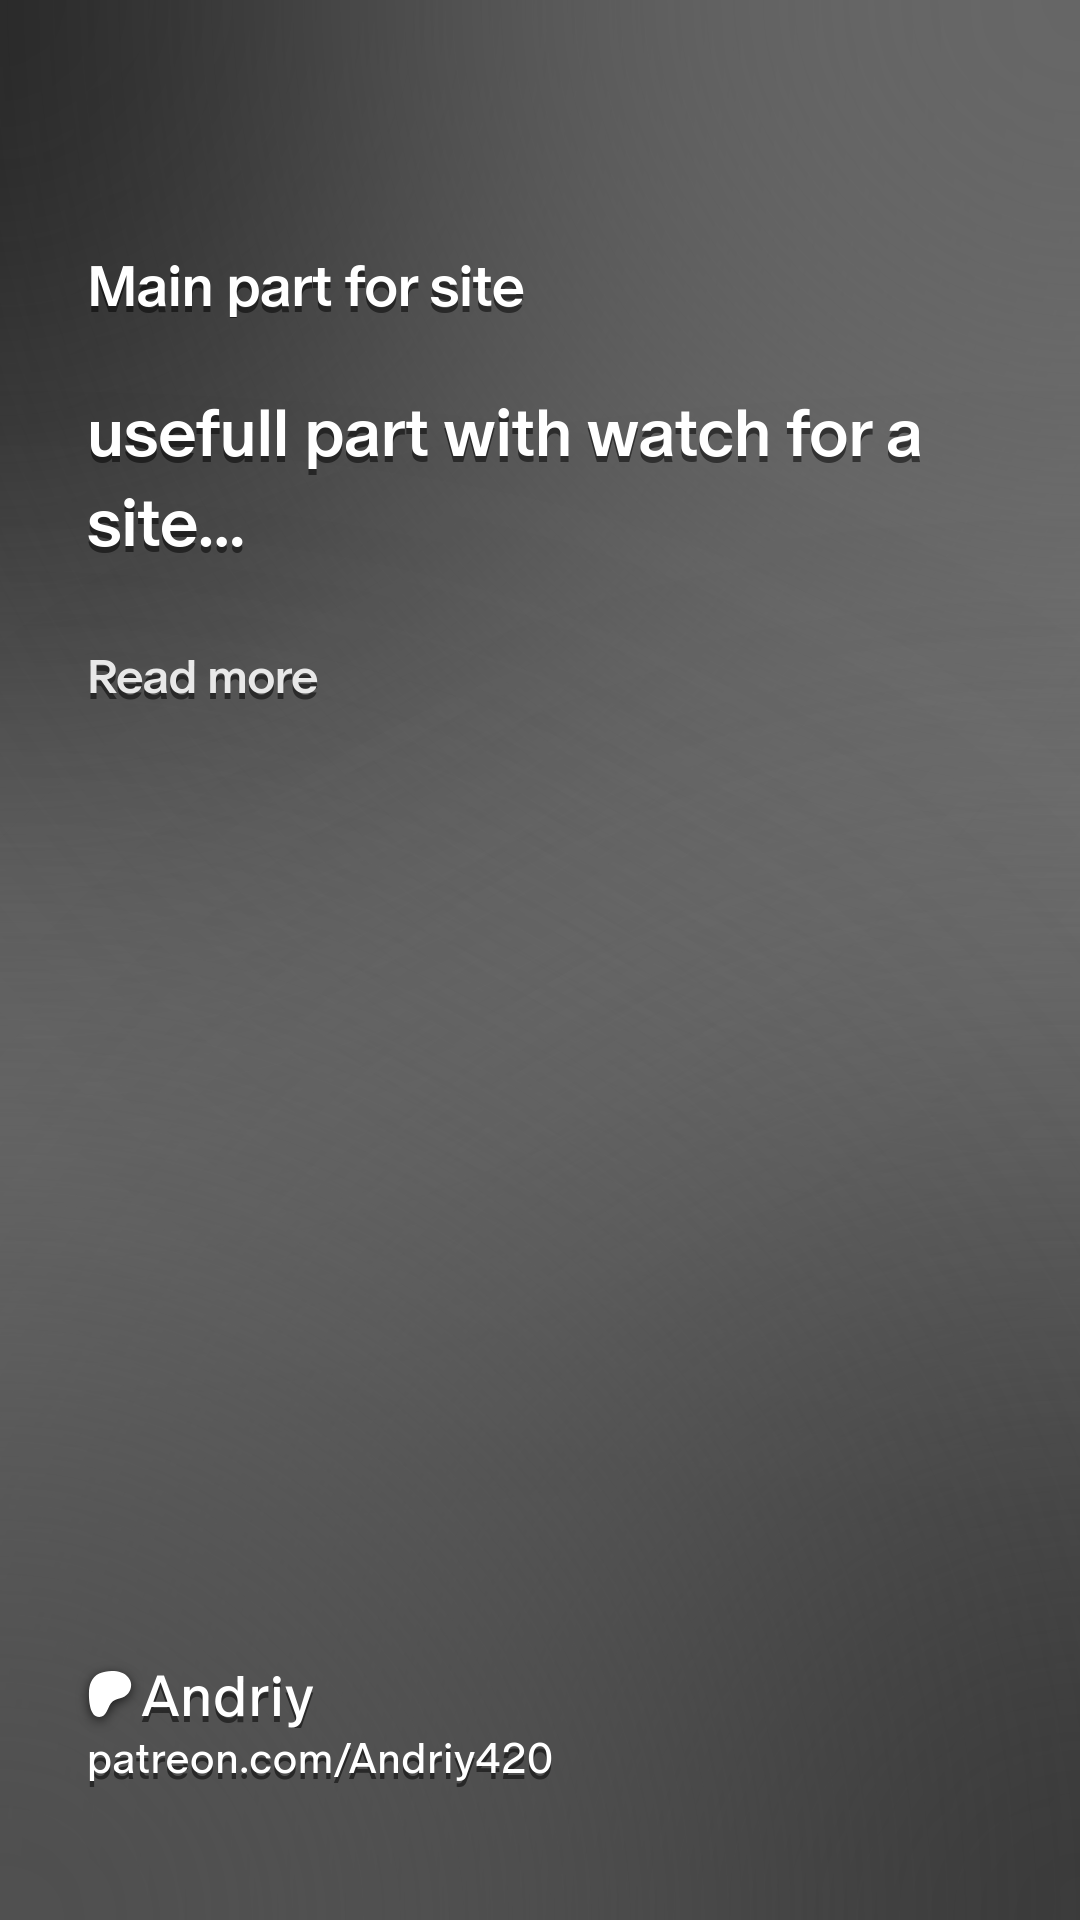 Main part for site
usefull part with watch for a
site...
Read more
Andriy
patreon.com/Andriy420